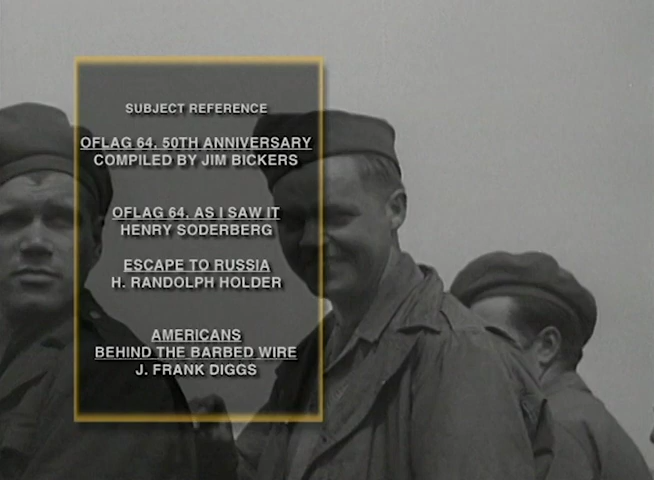 SUBJECT REFERENCE
OFLAG 64. 50TH ANNIVERSARY
COMPILED BY JIM BICKERS
OFLAG 64. AS I SAW IT
HENRY SODERBERG
ESCAPE TO RUSSIA
H. RANDOLPH HOLDER
AMERICANS
BEHIND THE BARBED WIRE
J. FRANK DIGGS